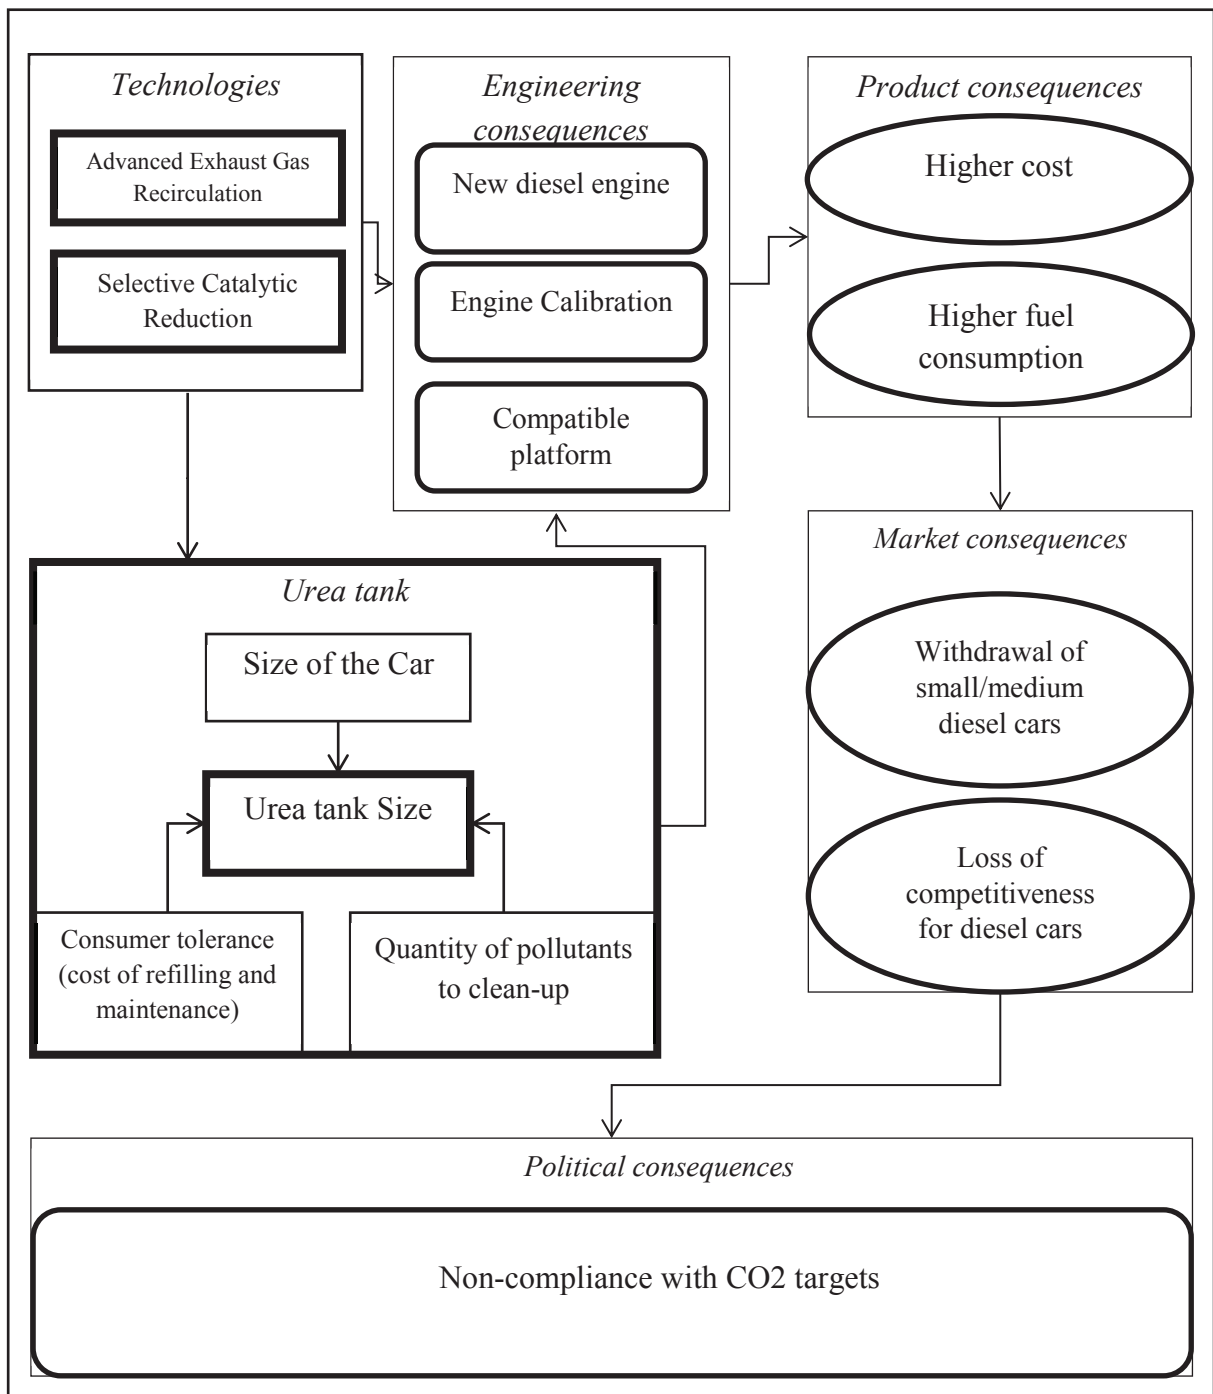 Technologies
Advanced Exhaust Gas
Recirculation
Selective Catalytic
Reduction
Engineering
consequences
New diesel engine
Engine Calibration
Compatible
platform
Product consequences
Higher cost
Higher fuel
consumption
Market consequences
Withdrawal of
small/medium
diesel cars
Loss of
competitiveness
for diesel cars
Urea tank
Size of the Car
Urea tank Size
Consumer tolerance
(cost of refilling and
maintenance)
Quantity of pollutants
to clean-up
Political consequences
Non-compliance with CO2 targets